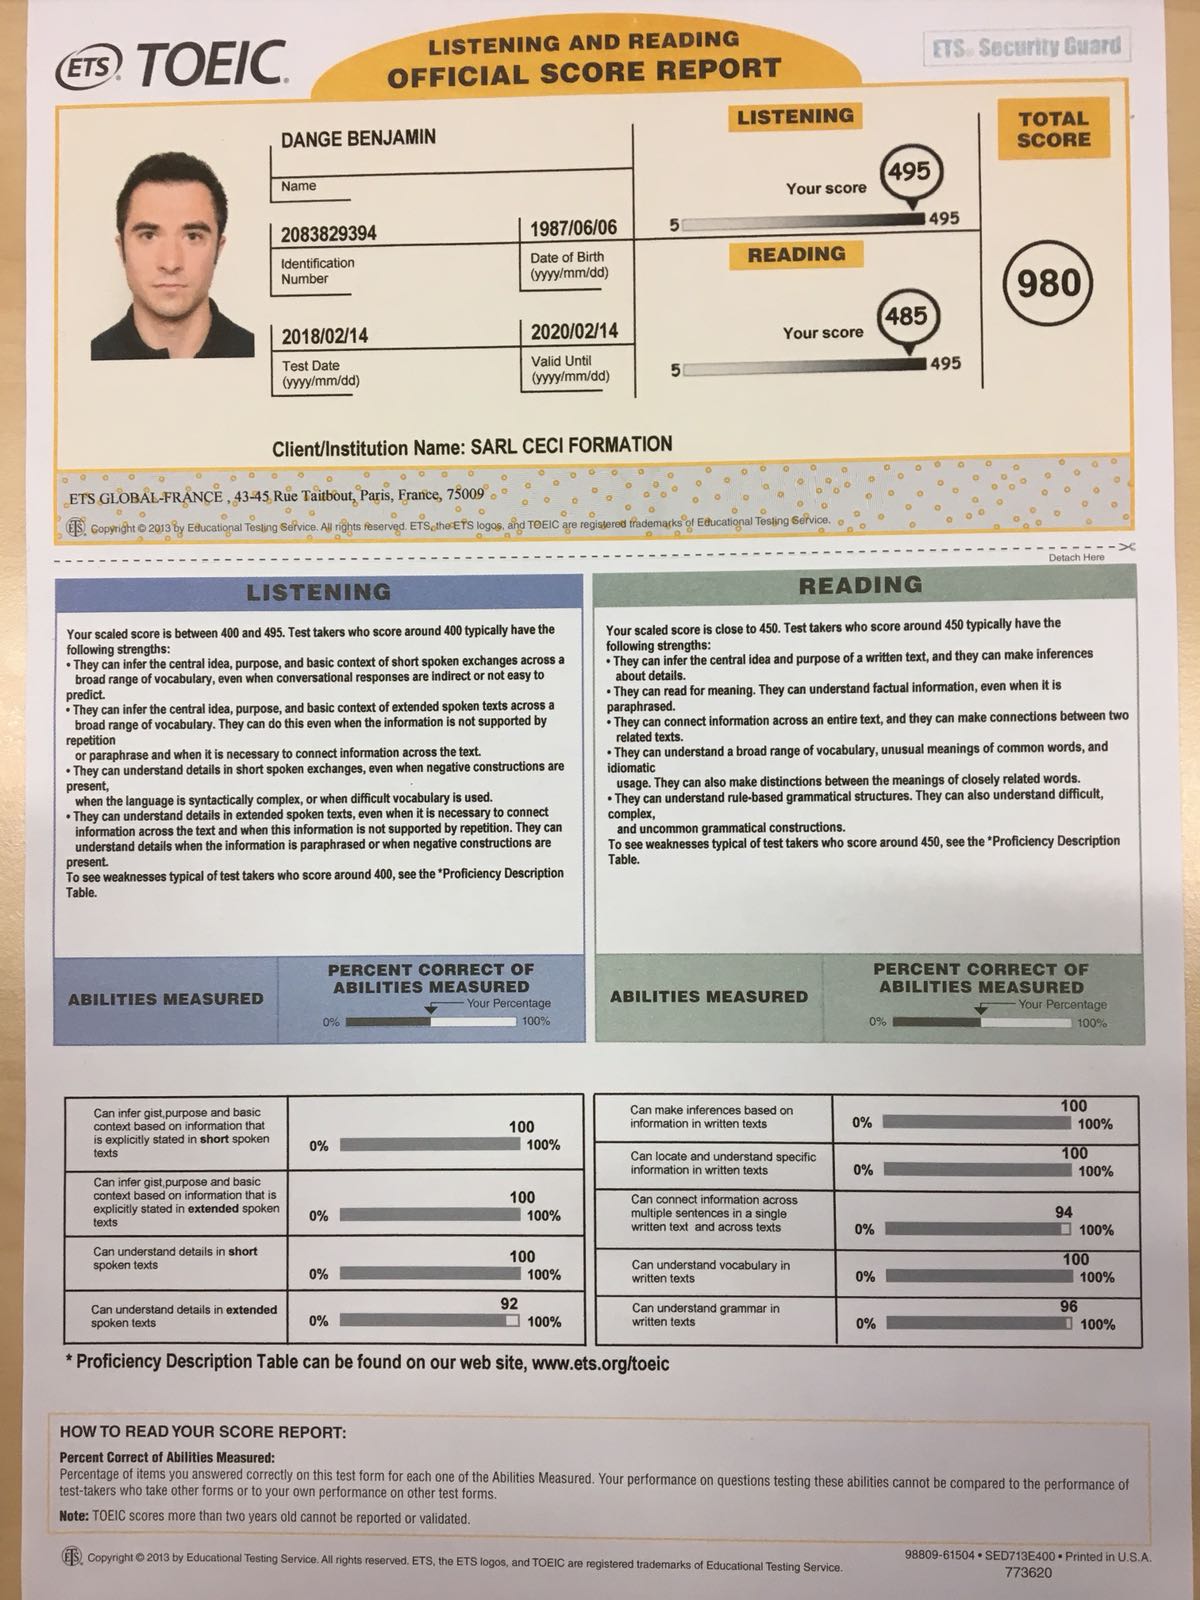 ETS TOEIC®
LISTENING AND READING
OFFICIAL SCORE REPORT
ETS® Security Guard
DANGE BENJAMIN
Name
2083829394
Identification
Number
1987/06/06
Date of Birth
(yyyy/mm/dd)
2018/02/14
Test Date
(yyyy/mm/dd)
2020/02/14
Valid Until
(yyyy/mm/dd)
LISTENING
Your score 495
5 495
READING
Your score 485
5 495
TOTAL
SCORE
980
Client/Institution Name: SARL CECI FORMATION
ETS GLOBAL-FRANCE , 43-45 Rue Taitbout, Paris, France, 75009
ETS® Copyright © 2013 by Educational Testing Service. All rights reserved. ETS, the ETS logos, and TOEIC are registered trademarks of Educational Testing Service.
Detach Here
LISTENING
Your scaled score is between 400 and 495. Test takers who score around 400 typically have the
following strengths:
• They can infer the central idea, purpose, and basic context of short spoken exchanges across a
broad range of vocabulary, even when conversational responses are indirect or not easy to
predict.
• They can infer the central idea, purpose, and basic context of extended spoken texts across a
broad range of vocabulary. They can do this even when the information is not supported by
repetition
or paraphrase and when it is necessary to connect information across the text.
• They can understand details in short spoken exchanges, even when negative constructions are
present,
when the language is syntactically complex, or when difficult vocabulary is used.
• They can understand details in extended spoken texts, even when it is necessary to connect
information across the text and when this information is not supported by repetition. They can
understand details when the information is paraphrased or when negative constructions are
present.
To see weaknesses typical of test takers who score around 400, see the *Proficiency Description
Table.
READING
Your scaled score is close to 450. Test takers who score around 450 typically have the
following strengths:
• They can infer the central idea and purpose of a written text, and they can make inferences
about details.
• They can read for meaning. They can understand factual information, even when it is
paraphrased.
• They can connect information across an entire text, and they can make connections between two
related texts.
• They can understand a broad range of vocabulary, unusual meanings of common words, and
idiomatic
usage. They can also make distinctions between the meanings of closely related words.
• They can understand rule-based grammatical structures. They can also understand difficult,
complex,
and uncommon grammatical constructions.
To see weaknesses typical of test takers who score around 450, see the *Proficiency Description
Table.
ABILITIES MEASURED
PERCENT CORRECT OF
ABILITIES MEASURED
Your Percentage
0% 100%
ABILITIES MEASURED
PERCENT CORRECT OF
ABILITIES MEASURED
Your Percentage
0% 100%
Can infer gist,purpose and basic
context based on information that
is explicitly stated in short spoken
texts
100
0% 100%
Can infer gist,purpose and basic
context based on information that is
explicitly stated in extended spoken
texts
100
0% 100%
Can understand details in short
spoken texts
100
0% 100%
Can understand details in extended
spoken texts
92
0% 100%
Can make inferences based on
information in written texts
100
0% 100%
Can locate and understand specific
information in written texts
100
0% 100%
Can connect information across
multiple sentences in a single
written text and across texts
94
0% 100%
Can understand vocabulary in
written texts
100
0% 100%
Can understand grammar in
written texts
96
0% 100%
* Proficiency Description Table can be found on our web site, www.ets.org/toeic
HOW TO READ YOUR SCORE REPORT:
Percent Correct of Abilities Measured:
Percentage of items you answered correctly on this test form for each one of the Abilities Measured. Your performance on questions testing these abilities cannot be compared to the performance of
test-takers who take other forms or to your own performance on other test forms.
Note: TOEIC scores more than two years old cannot be reported or validated.
ETS® Copyright © 2013 by Educational Testing Service. All rights reserved. ETS, the ETS logos, and TOEIC are registered trademarks of Educational Testing Service.
98809-61504 • SED713E400 • Printed in U.S.A.
773620